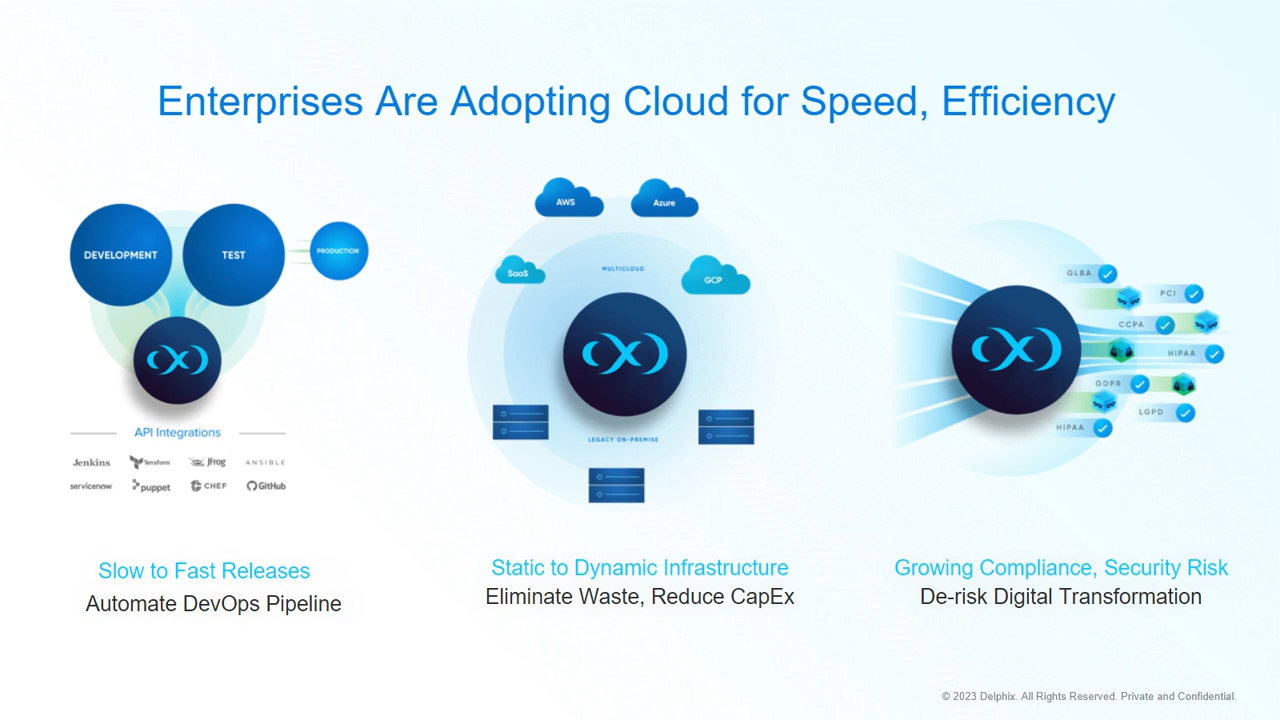 Enterprises Are Adopting Cloud for Speed, Efficiency
DEVELOPMENT
TEST
PRODUCTION
API Integrations
Jenkins
Terraform
JFrog
ANSIBLE
servicenow
puppet
CHEF
GitHub
Slow to Fast Releases
Automate DevOps Pipeline
AWS
Azure
SaaS
MULTICLOUD
GCP
LEGACY ON-PREMISE
Static to Dynamic Infrastructure
Eliminate Waste, Reduce CapEx
GLBA
PCI
CCPA
HIPAA
GDPR
LGPD
HIPAA
Growing Compliance, Security Risk
De-risk Digital Transformation
© 2023 Delphix. All Rights Reserved. Private and Confidential.